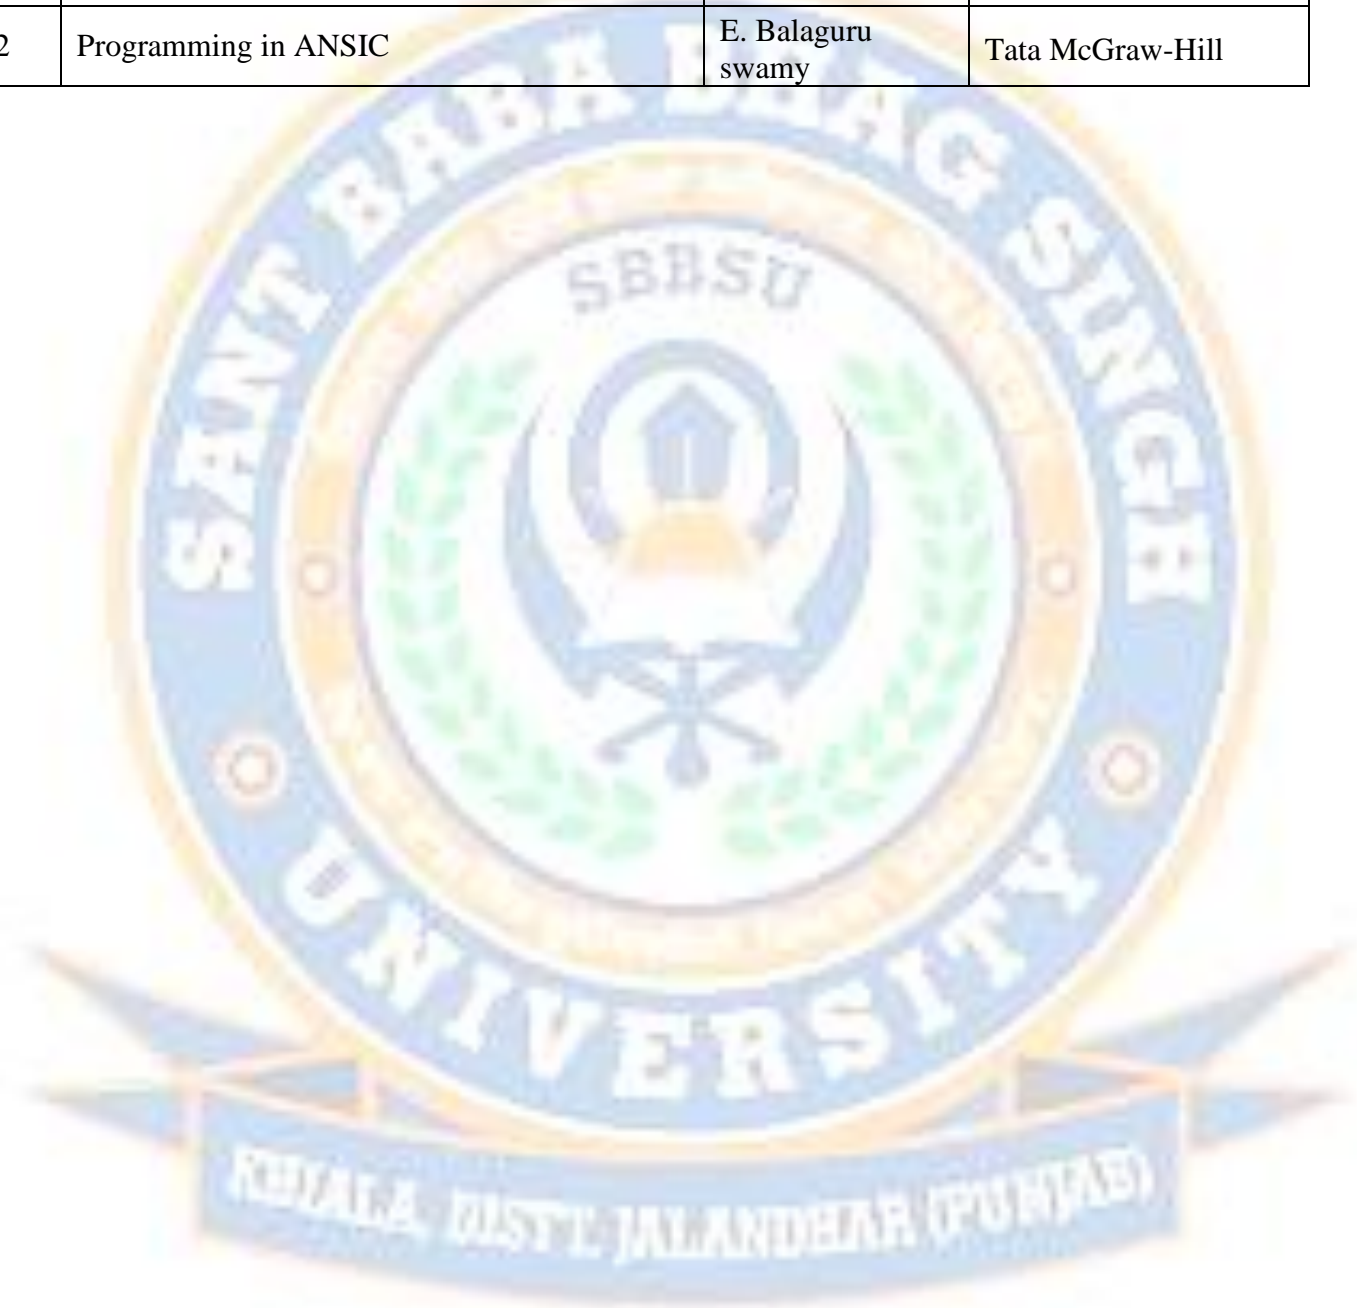 2 Programming in ANSIC E. Balaguru swamy Tata McGraw-Hill
SANT BABA BHAG SINGH
SBBSU
UNIVERSITY
KHIALA, DISTT. JALANDHAR (PUNJAB)